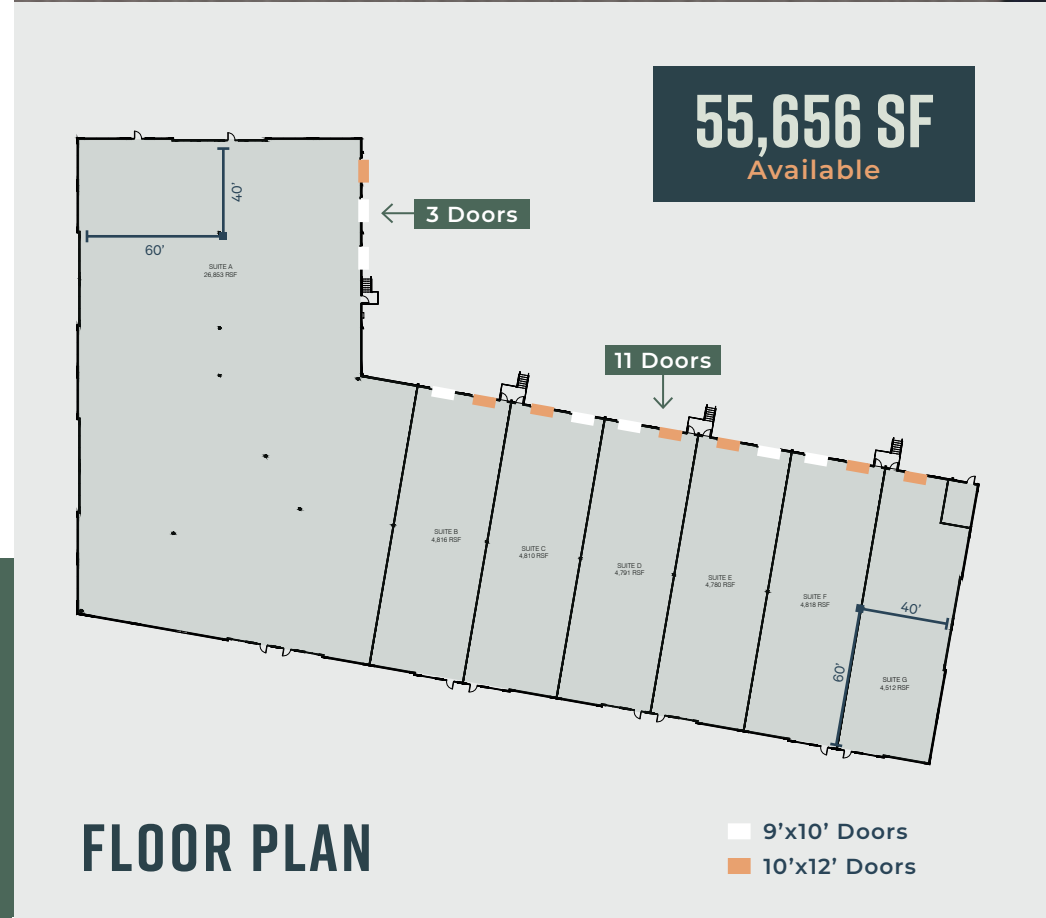 55,656 SF
Available
40’
3 Doors
60’
SUITE A
26,853 RSF
11 Doors
SUITE B
4,816 RSF
SUITE C
4,810 RSF
SUITE D
4,791 RSF
SUITE E
4,780 RSF
SUITE F
4,818 RSF
40’
60’
SUITE G
4,512 RSF
FLOOR PLAN
9’x10’ Doors
10’x12’ Doors